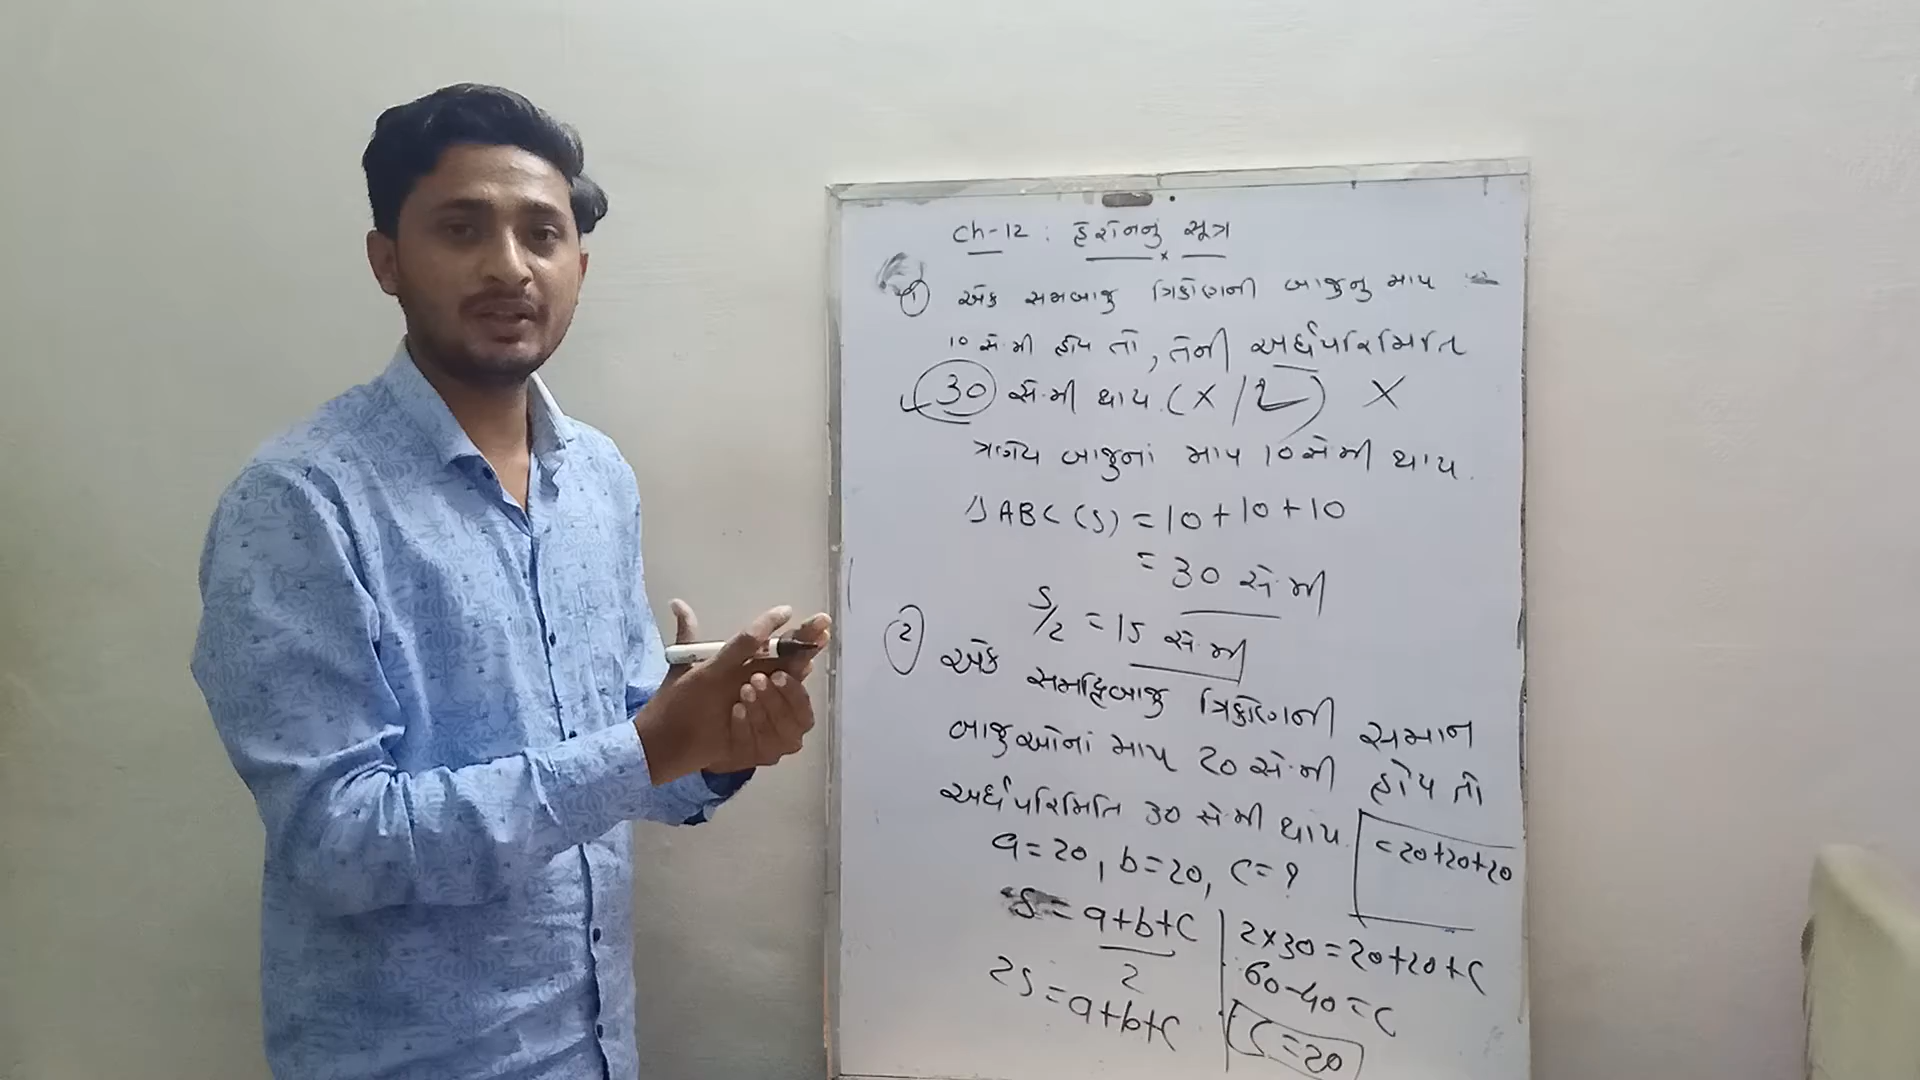 Ch-12 : હેરોનનું સૂત્ર
① એક સમબાજુ ત્રિકોણની બાજુનુ માપ
10 સે.મી હોય તો, તેની અર્ધપરિમિતિ
30 સે.મી થાય. (X/
) X
ત્રણેય બાજુનાં માપ 10 સે.મી થાય.
△ABC (S) = 10+10+10
= 30 સે.મી
S/2 = 15 સે.મી
② એક સમદ્વિબાજુ ત્રિકોણની સમાન
બાજુઓનાં માપ 20 સે.મી હોય તો
અર્ધપરિમિતિ 30 સે.મી થાય.
= 20+20+20
a=20, b=20, c=?
S = a+b+c
2
2S = a+b+c
2×30 = 20+20+c
60-40 = c
c = 20